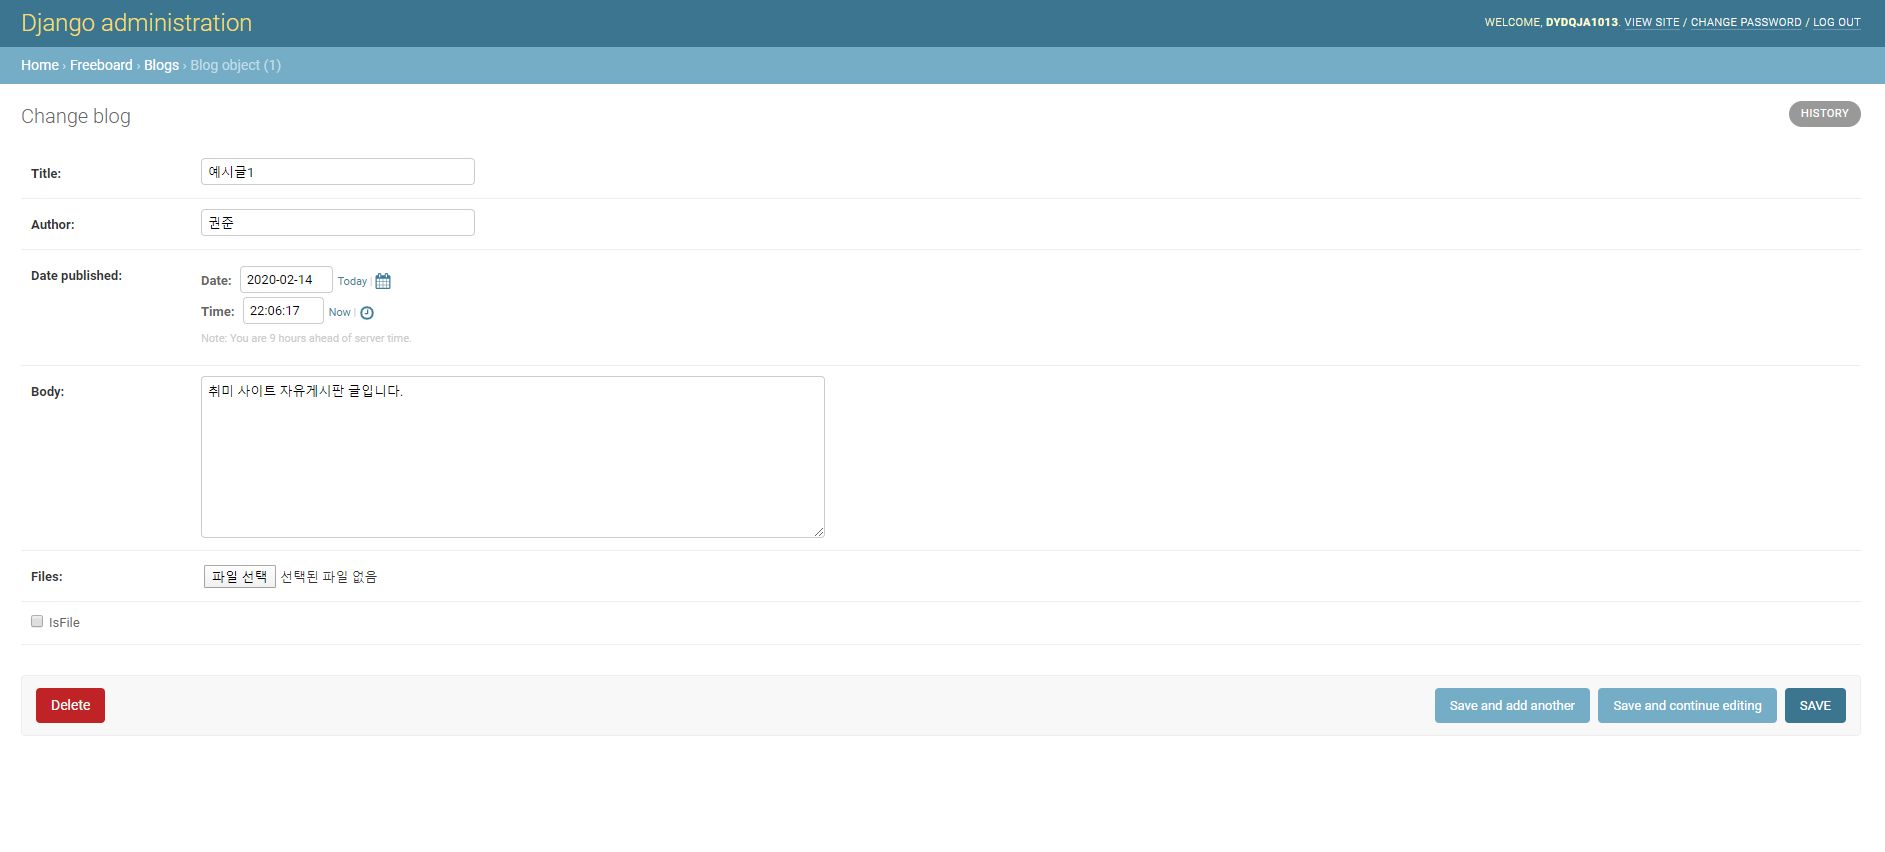 Django administration
WELCOME, DYDQJA1013. VIEW SITE / CHANGE PASSWORD / LOG OUT
Home › Freeboard › Blogs › Blog object (1)
Change blog
HISTORY
Title: 예시글1
Author: 권준
Date published: Date: 2020-02-14 Today |
Time: 22:06:17 Now |
Note: You are 9 hours ahead of server time.
Body: 취미 사이트 자유게시판 글입니다.
Files: 파일 선택 선택된 파일 없음
IsFile
Delete Save and add another Save and continue editing SAVE